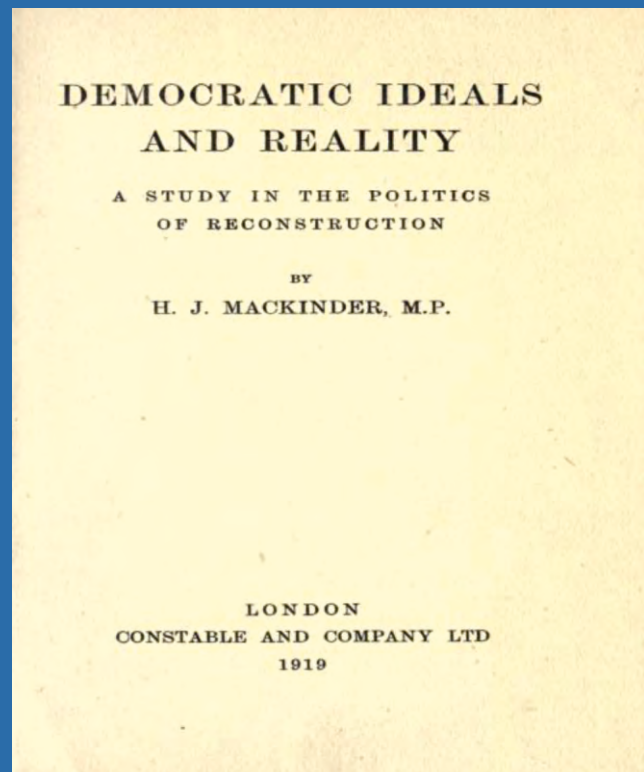 DEMOCRATIC IDEALS
AND REALITY
A STUDY IN THE POLITICS
OF RECONSTRUCTION
BY
H. J. MACKINDER, M.P.
LONDON
CONSTABLE AND COMPANY LTD
1919